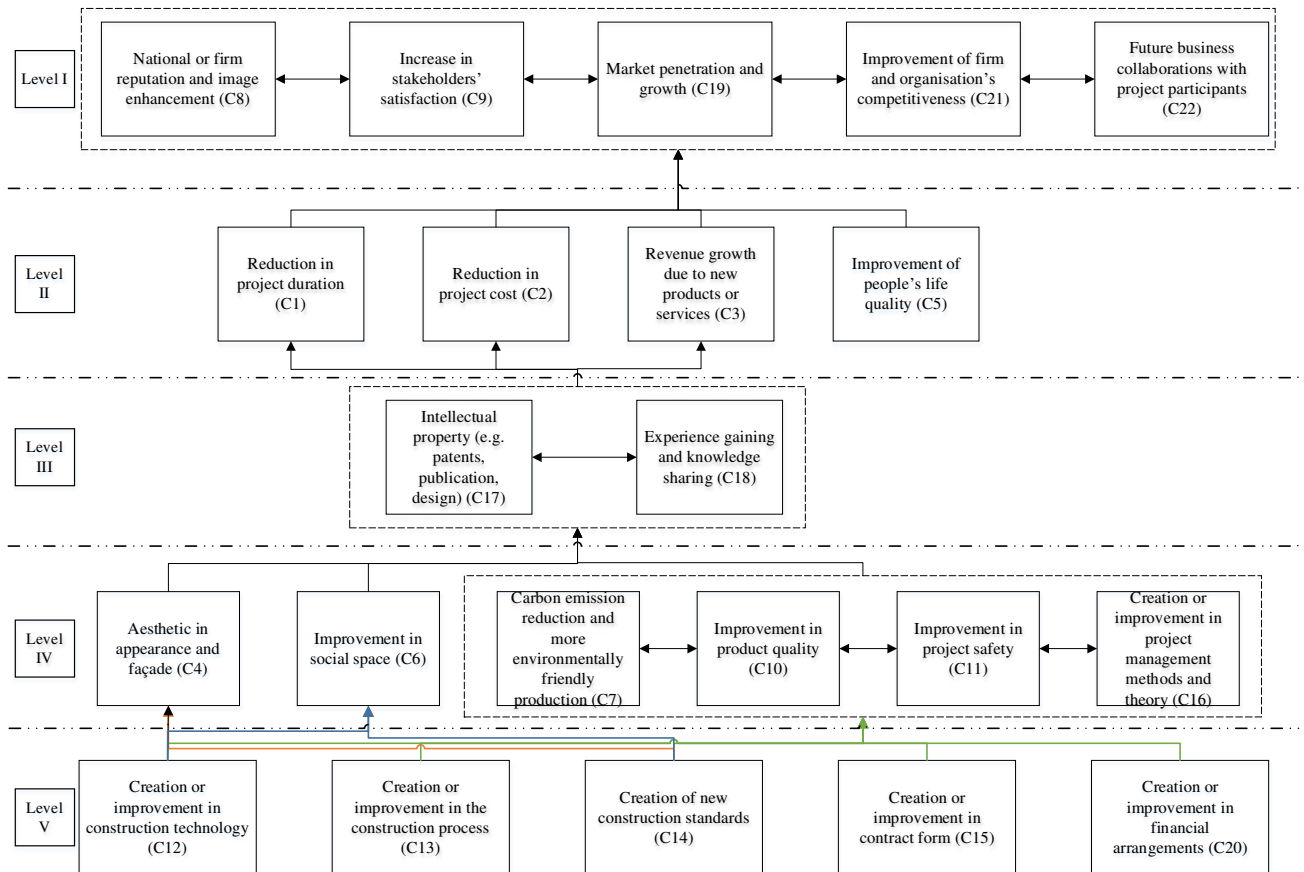 Level I
National or firm
reputation and image
enhancement (C8)
Increase in
stakeholders'
satisfaction (C9)
Market penetration and
growth (C19)
Improvement of firm
and organisation's
competitiveness (C21)
Future business
collaborations with
project participants
(C22)
Level
II
Reduction in
project duration
(C1)
Reduction in
project cost (C2)
Revenue growth
due to new
products or
services (C3)
Improvement of
people's life
quality (C5)
Level
III
Intellectual
property (e.g.
patents,
publication,
design) (C17)
Experience gaining
and knowledge
sharing (C18)
Level
IV
Aesthetic in
appearance and
façade (C4)
Improvement in
social space (C6)
Carbon emission
reduction and
more
environmentally
friendly
production (C7)
Improvement in
product quality
(C10)
Improvement in
project safety
(C11)
Creation or
improvement in
project
management
methods and
theory (C16)
Level
V
Creation or
improvement in
construction technology
(C12)
Creation or
improvement in the
construction process
(C13)
Creation of new
construction standards
(C14)
Creation or
improvement in
contract form (C15)
Creation or
improvement in
financial
arrangements (C20)